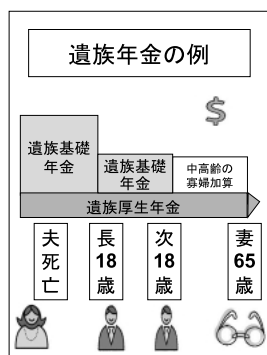 遺族年金の例
$
遺族基礎
年金
遺族基礎
年金
中高齢の
寡婦加算
遺族厚生年金
夫
死
亡
長
18
歳
次
18
歳
妻
65
歳